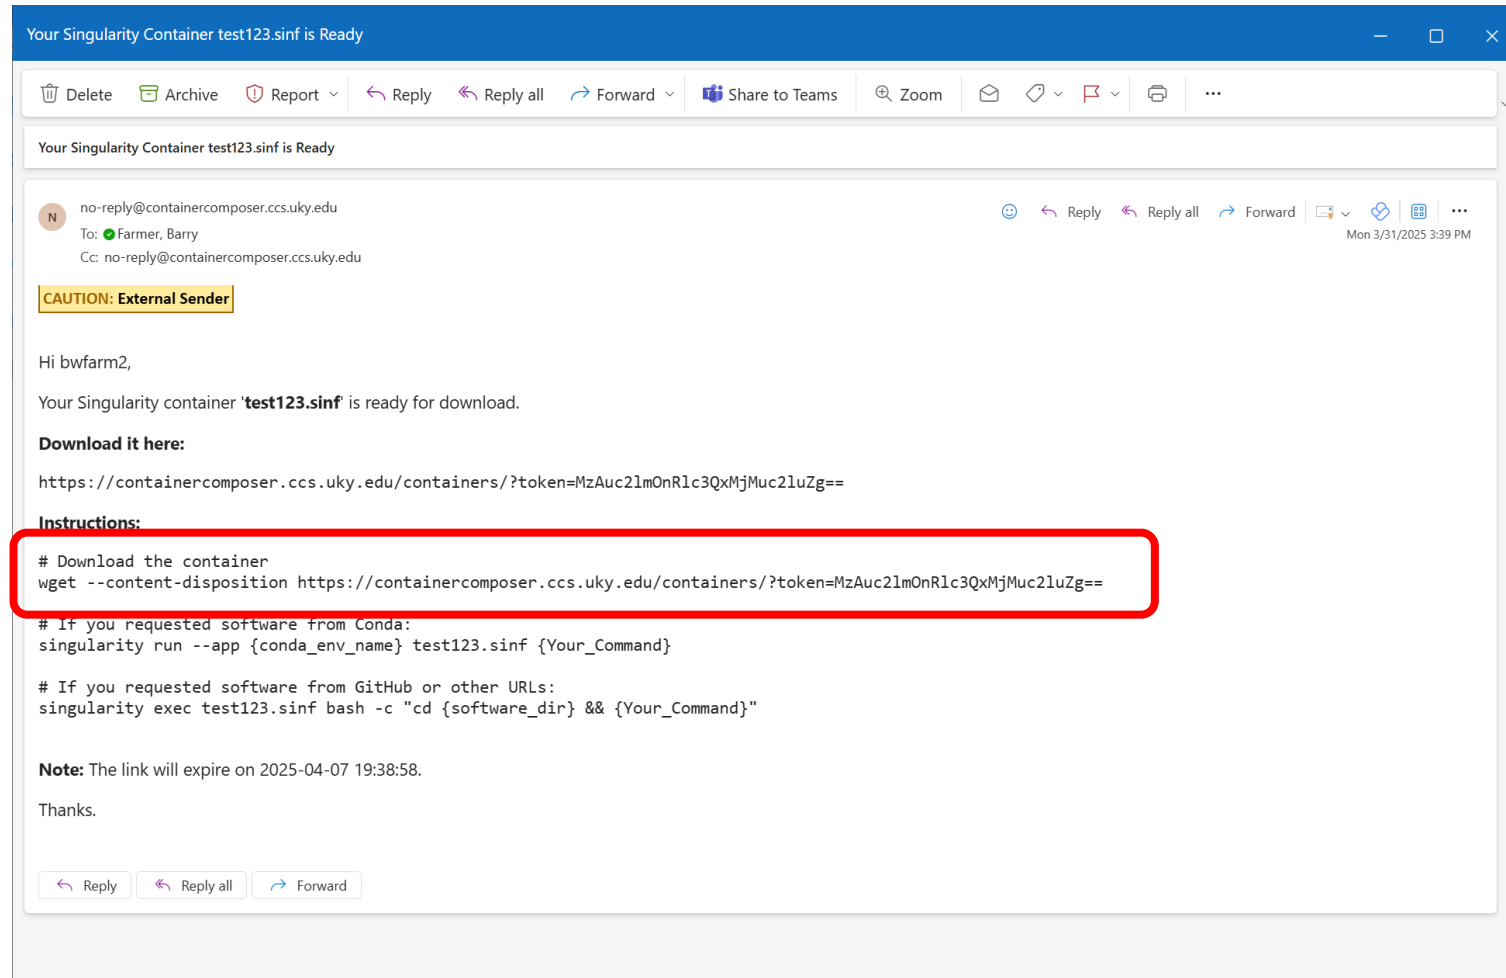 Your Singularity Container test123.sinf is Ready
Delete Archive Report Reply Reply all Forward Share to Teams Zoom
Your Singularity Container test123.sinf is Ready
N
no-reply@containercomposer.ccs.uky.edu
Reply Reply all Forward
To: Farmer, Barry
Mon 3/31/2025 3:39 PM
Cc: no-reply@containercomposer.ccs.uky.edu
CAUTION: External Sender
Hi bwfarm2,
Your Singularity container 'test123.sinf' is ready for download.
Download it here:
https://containercomposer.ccs.uky.edu/containers/?token=MzAuc2lmOnRlc3QxMjMuc2luZg==
Instructions:
# Download the container
wget --content-disposition https://containercomposer.ccs.uky.edu/containers/?token=MzAuc2lmOnRlc3QxMjMuc2luZg==
# If you requested software from Conda:
singularity run --app {conda_env_name} test123.sinf {Your_Command}
# If you requested software from GitHub or other URLs:
singularity exec test123.sinf bash -c "cd {software_dir} && {Your_Command}"
Note: The link will expire on 2025-04-07 19:38:58.
Thanks.
Reply Reply all Forward